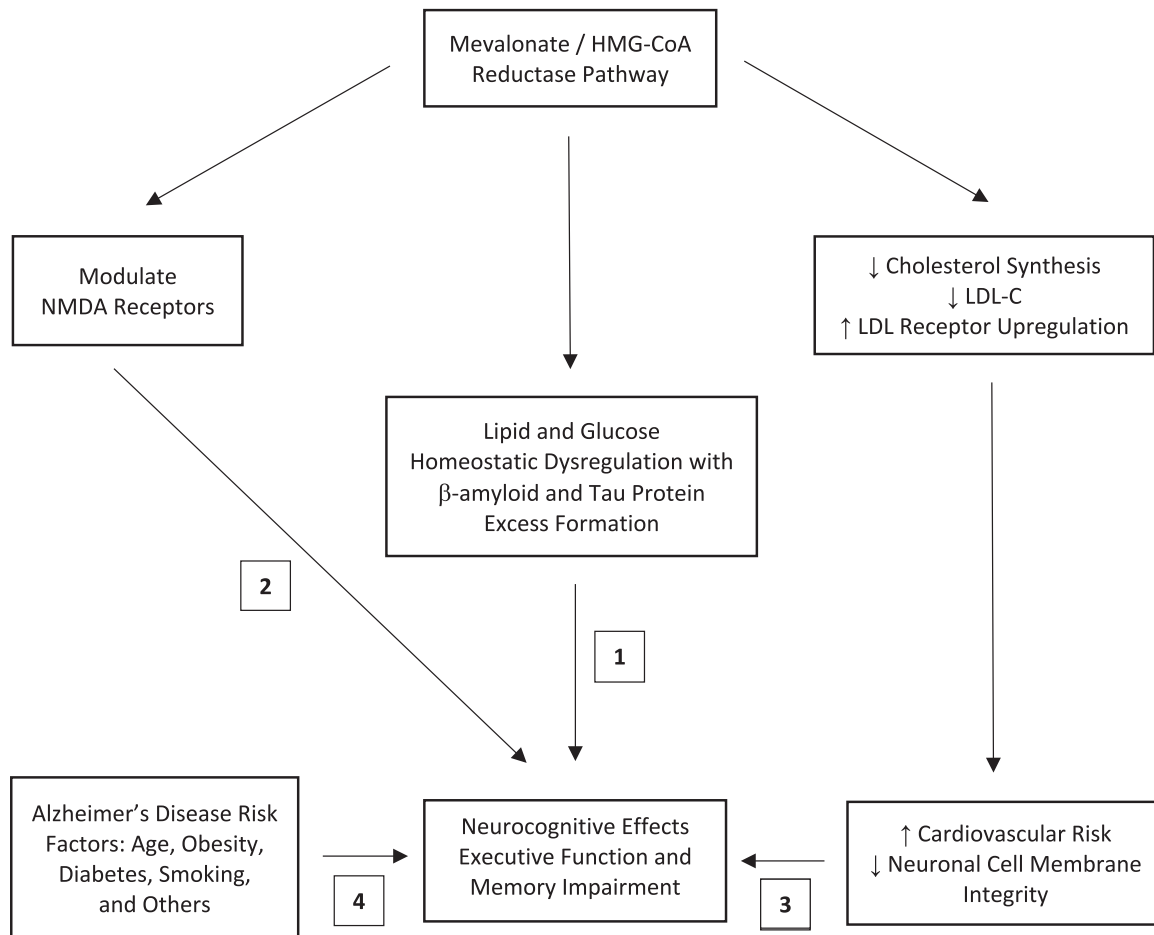 Mevalonate / HMG-CoA
Reductase Pathway
Modulate
NMDA Receptors
↓ Cholesterol Synthesis
↓ LDL-C
↑ LDL Receptor Upregulation
Lipid and Glucose
Homeostatic Dysregulation with
β-amyloid and Tau Protein
Excess Formation
2
1
Alzheimer’s Disease Risk
Factors: Age, Obesity,
Diabetes, Smoking,
and Others
4
Neurocognitive Effects
Executive Function and
Memory Impairment
3
↑ Cardiovascular Risk
↓ Neuronal Cell Membrane
Integrity